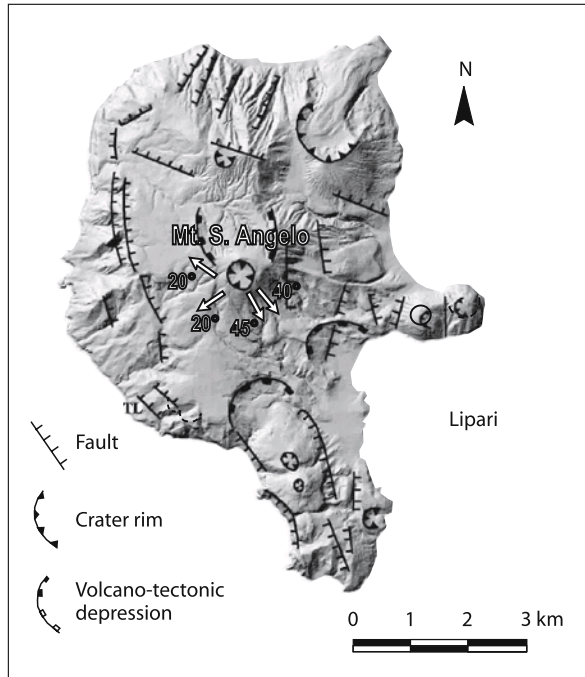 N
Mt. S. Angelo
20°
40°
20°
45°
TL
Fault
Lipari
Crater rim
Volcano-tectonic
depression
0 1 2 3 km